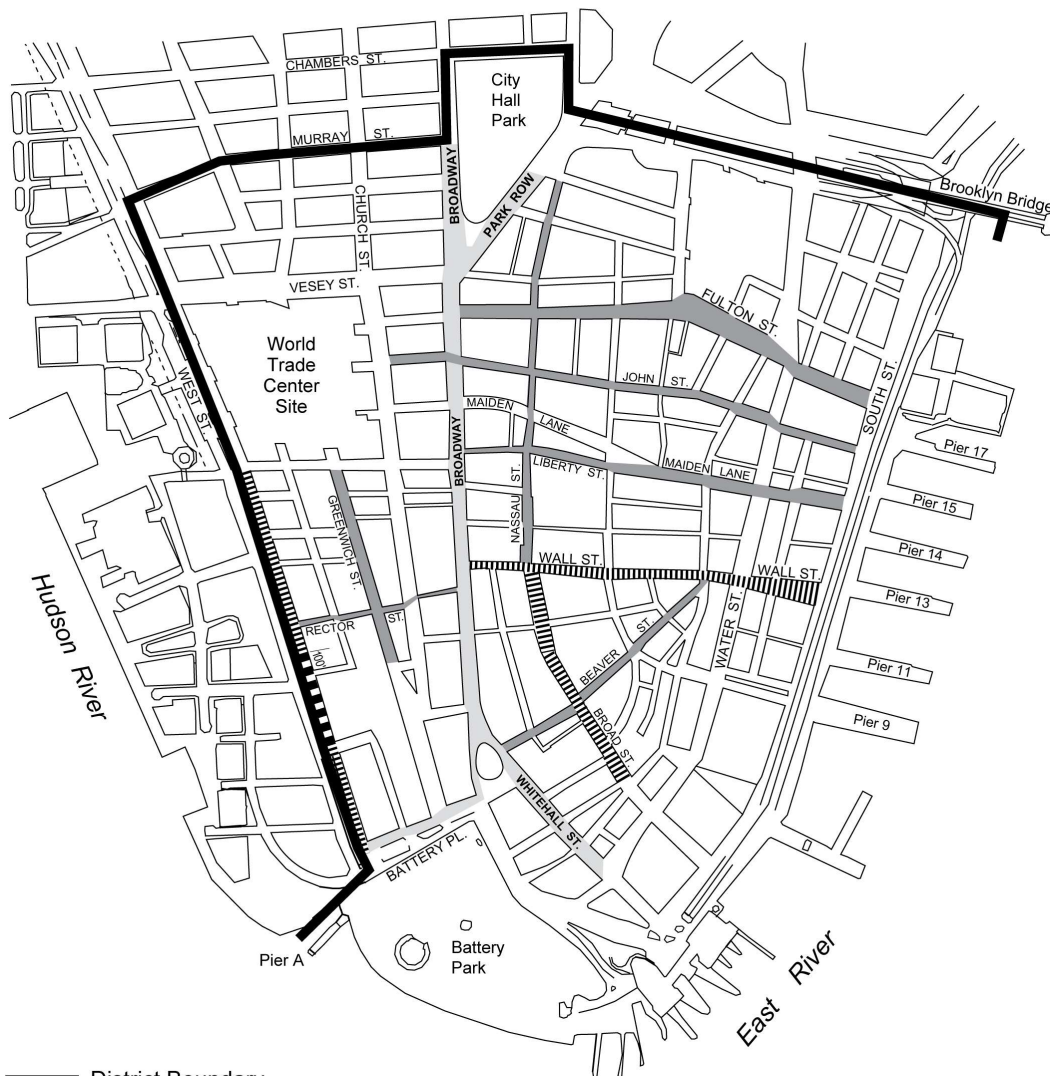 CHAMBERS ST.
City
Hall
Park
MURRAY ST.
BROADWAY
PARK ROW
Brooklyn Bridge
CHURCH ST.
VESEY ST.
FULTON ST.
World
Trade
Center
Site
WEST ST.
JOHN ST.
SOUTH ST.
MAIDEN
LANE
BROADWAY
Pier 17
LIBERTY ST.
MAIDEN LANE
NASSAU ST.
GREENWICH ST.
Pier 15
Pier 14
WALL ST.
WALL ST.
Pier 13
Hudson River
RECTOR ST.
100'
BEAVER ST.
WATER ST.
Pier 11
BROAD ST.
Pier 9
WHITEHALL ST.
BATTERY PL.
Pier A
Battery
Park
East River
District Boundary